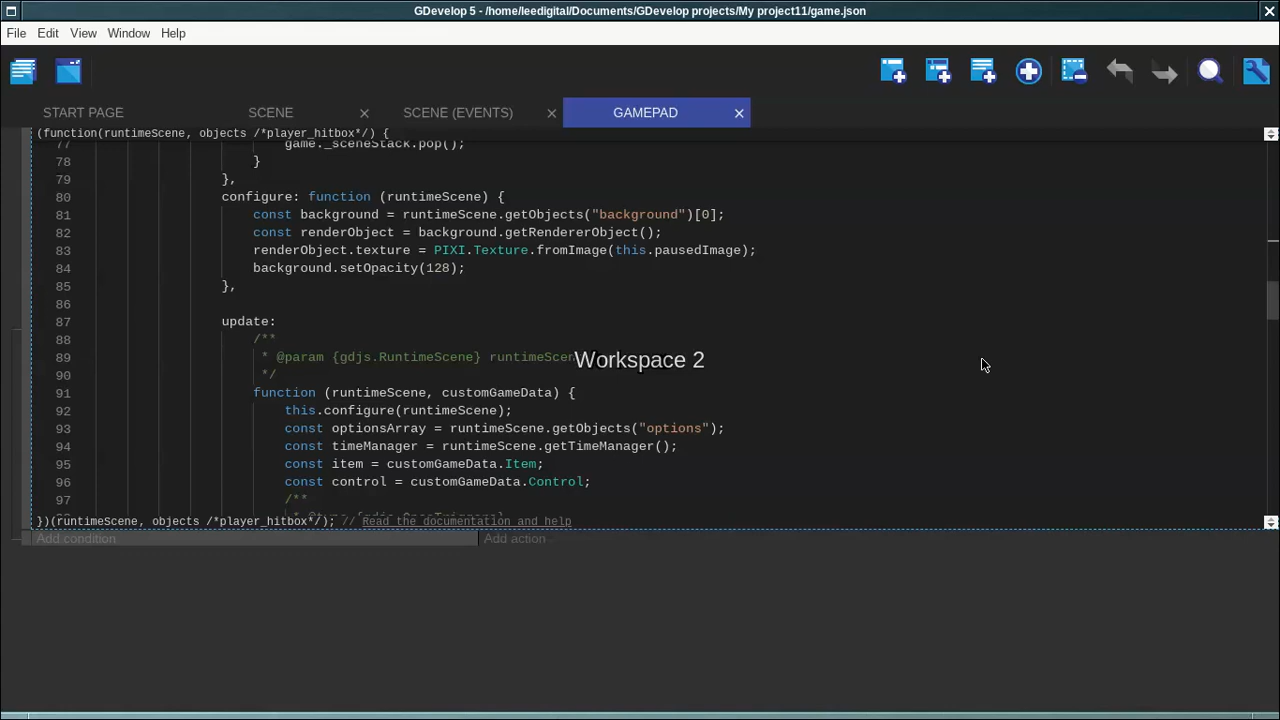 GDevelop 5 - /home/leedigital/Documents/GDevelop projects/My project11/game.json
File Edit View Window Help
START PAGE SCENE SCENE (EVENTS) GAMEPAD
(function(runtimeScene, objects /*player_hitbox*/) {
77 game._sceneStack.pop();
78 }
79 },
80 configure: function (runtimeScene) {
81 const background = runtimeScene.getObjects("background")[0];
82 const renderObject = background.getRendererObject();
83 renderObject.texture = PIXI.Texture.fromImage(this.pausedImage);
84 background.setOpacity(128);
85 },
86
87 update:
88 /**
89 * @param {gdjs.RuntimeScene} runtimeScen
Workspace 2
90 */
91 function (runtimeScene, customGameData) {
92 this.configure(runtimeScene);
93 const optionsArray = runtimeScene.getObjects("options");
94 const timeManager = runtimeScene.getTimeManager();
95 const item = customGameData.Item;
96 const control = customGameData.Control;
97 /**
})(runtimeScene, objects /*player_hitbox*/); // Read the documentation and help
Add condition Add action